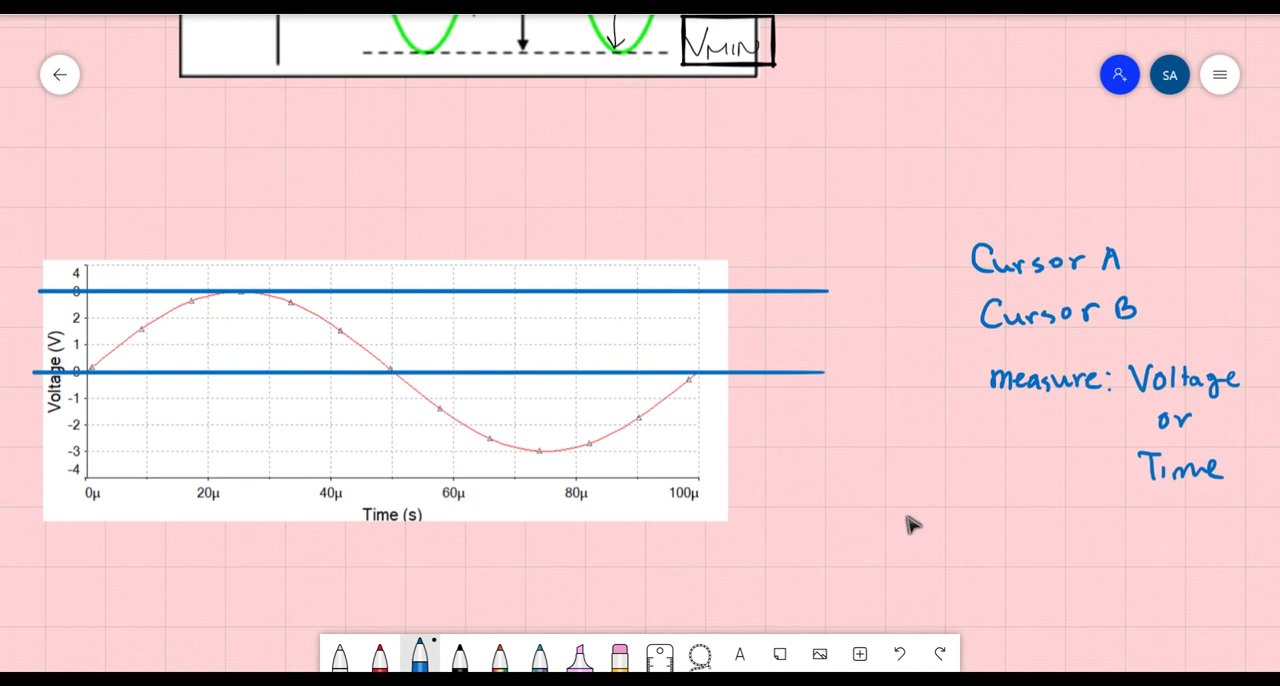 VMIN
SA
Cursor A
Cursor B
measure: Voltage
or
Time
4
3
2
1
0
-1
-2
-3
-4
Voltage (V)
0µ 20µ 40µ 60µ 80µ 100µ
Time (s)
A